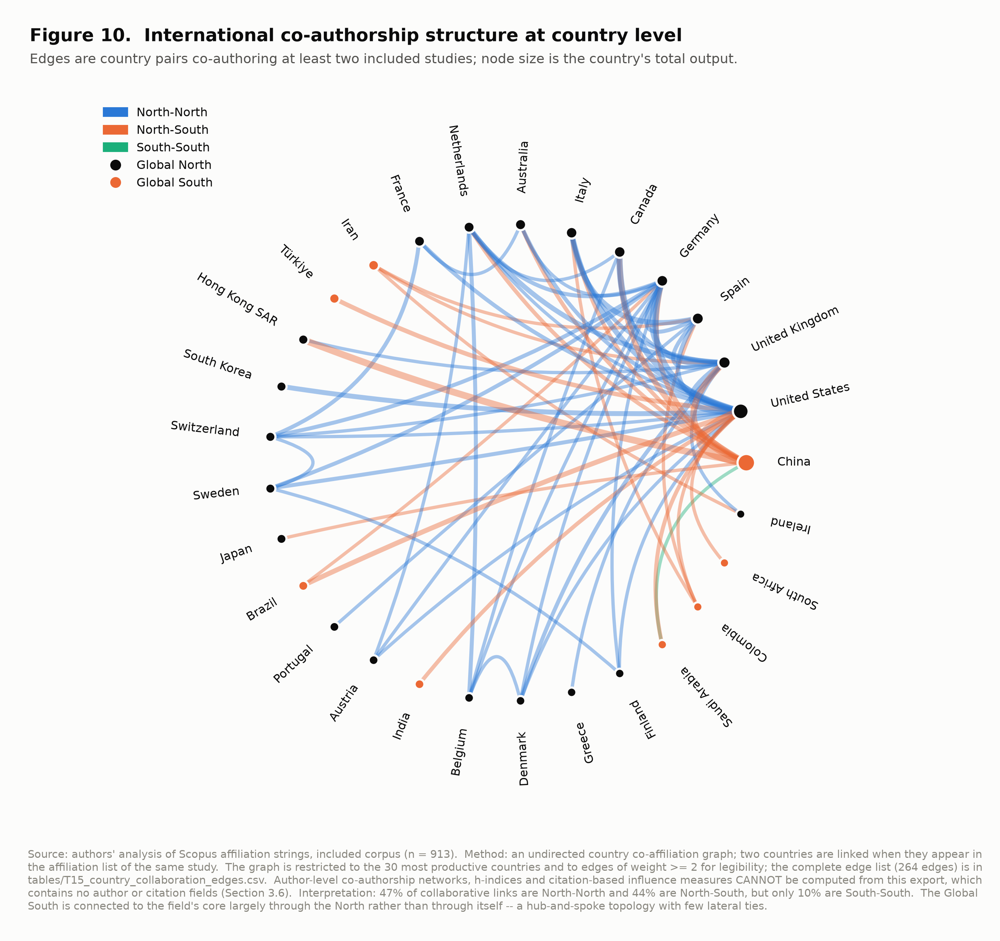 Figure 10.  International co-authorship structure at country level
Edges are country pairs co-authoring at least two included studies; node size is the country's total output.
North-North
North-South
South-South
Global North
Global South
Netherlands
Australia
Italy
Canada
France
Germany
Iran
Spain
Türkiye
United Kingdom
Hong Kong SAR
United States
South Korea
China
Switzerland
Ireland
Sweden
South Africa
Japan
Colombia
Brazil
Saudi Arabia
Portugal
Finland
Austria
Greece
India
Belgium
Denmark
Source: authors' analysis of Scopus affiliation strings, included corpus (n = 913).  Method: an undirected country co-affiliation graph; two countries are linked when they appear in
the affiliation list of the same study.  The graph is restricted to the 30 most productive countries and to edges of weight >= 2 for legibility; the complete edge list (264 edges) is in
tables/T15_country_collaboration_edges.csv.  Author-level co-authorship networks, h-indices and citation-based influence measures CANNOT be computed from this export, which
contains no author or citation fields (Section 3.6).  Interpretation: 47% of collaborative links are North-North and 44% are North-South, but only 10% are South-South.  The Global
South is connected to the field's core largely through the North rather than through itself -- a hub-and-spoke topology with few lateral ties.